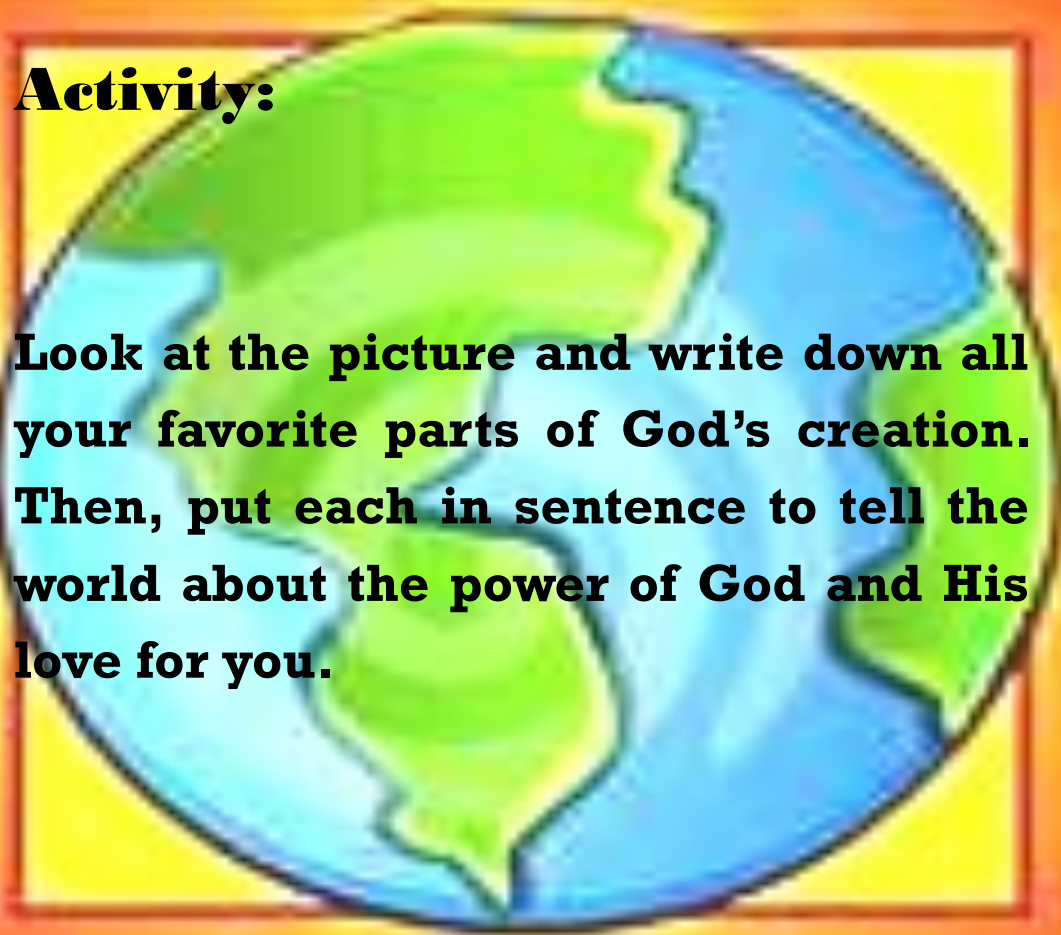 Activity:
Look at the picture and write down all
your favorite parts of God’s creation.
Then, put each in sentence to tell the
world about the power of God and His
love for you.